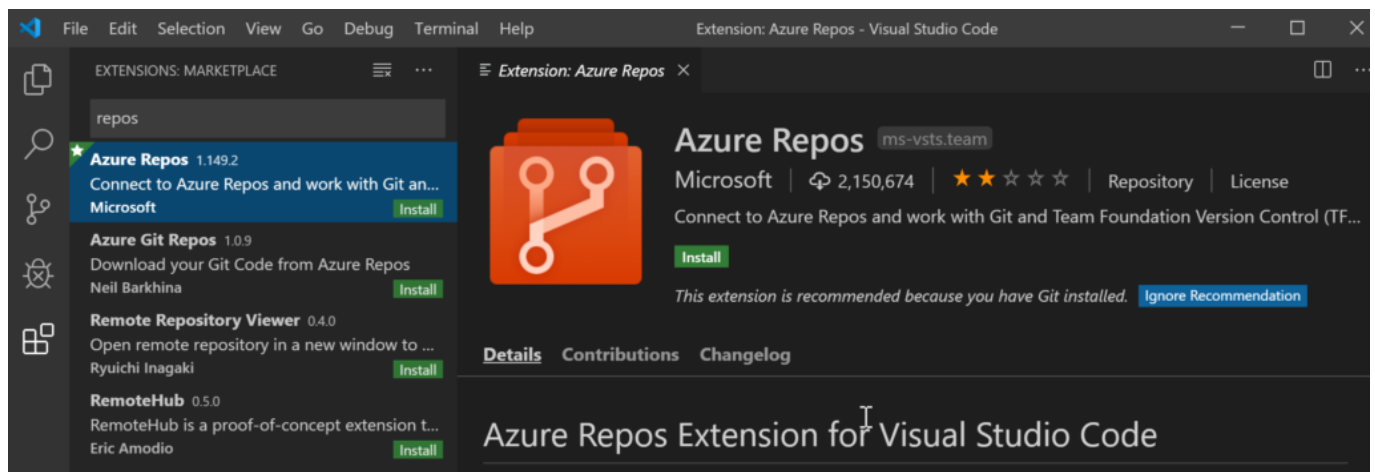 File Edit Selection View Go Debug Terminal Help Extension: Azure Repos - Visual Studio Code
EXTENSIONS: MARKETPLACE
repos
Azure Repos 1.149.2
Connect to Azure Repos and work with Git an...
Microsoft Install
Azure Git Repos 1.0.9
Download your Git Code from Azure Repos
Neil Barkhina Install
Remote Repository Viewer 0.4.0
Open remote repository in a new window to ...
Ryuichi Inagaki Install
RemoteHub 0.5.0
RemoteHub is a proof-of-concept extension t...
Eric Amodio Install
Extension: Azure Repos
Azure Repos ms-vsts.team
Microsoft 2,150,674 Repository License
Connect to Azure Repos and work with Git and Team Foundation Version Control (TF...
Install
This extension is recommended because you have Git installed. Ignore Recommendation
Details Contributions Changelog
Azure Repos Extension for Visual Studio Code